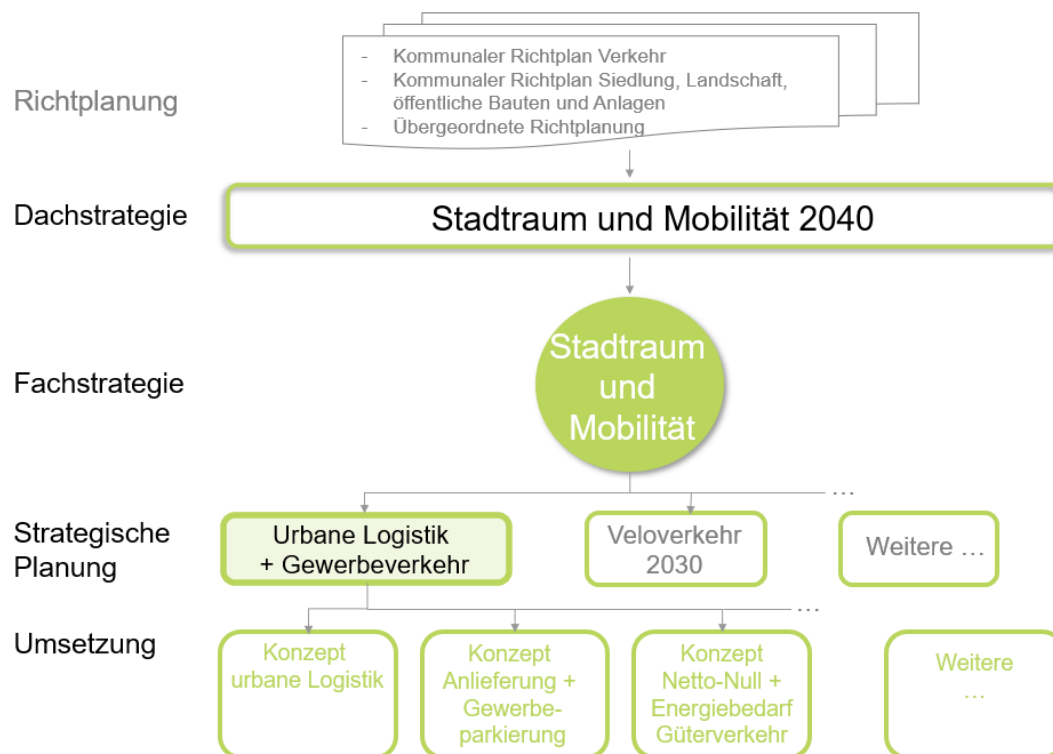 Richtplanung
- Kommunaler Richtplan Verkehr
- Kommunaler Richtplan Siedlung, Landschaft,
öffentliche Bauten und Anlagen
- Übergeordnete Richtplanung
Dachstrategie
Stadtraum und Mobilität 2040
Fachstrategie
Stadtraum
und
Mobilität
...
Strategische
Planung
Urbane Logistik
+ Gewerbeverkehr
Veloverkehr
2030
Weitere ...
...
Umsetzung
Konzept
urbane Logistik
Konzept
Anlieferung +
Gewerbe-
parkierung
Konzept
Netto-Null +
Energiebedarf
Güterverkehr
Weitere
...